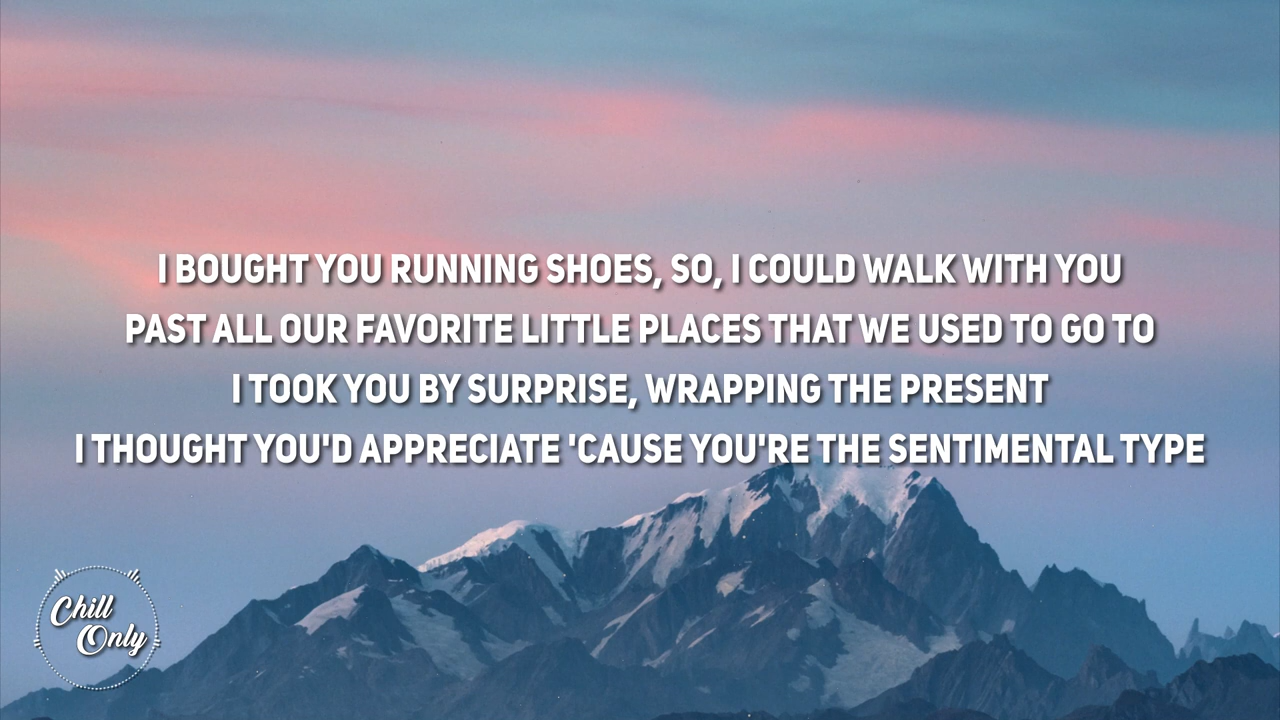 I BOUGHT YOU RUNNING SHOES, SO, I COULD WALK WITH YOU
PAST ALL OUR FAVORITE LITTLE PLACES THAT WE USED TO GO TO
I TOOK YOU BY SURPRISE, WRAPPING THE PRESENT
I THOUGHT YOU'D APPRECIATE 'CAUSE YOU'RE THE SENTIMENTAL TYPE
Chill
Only